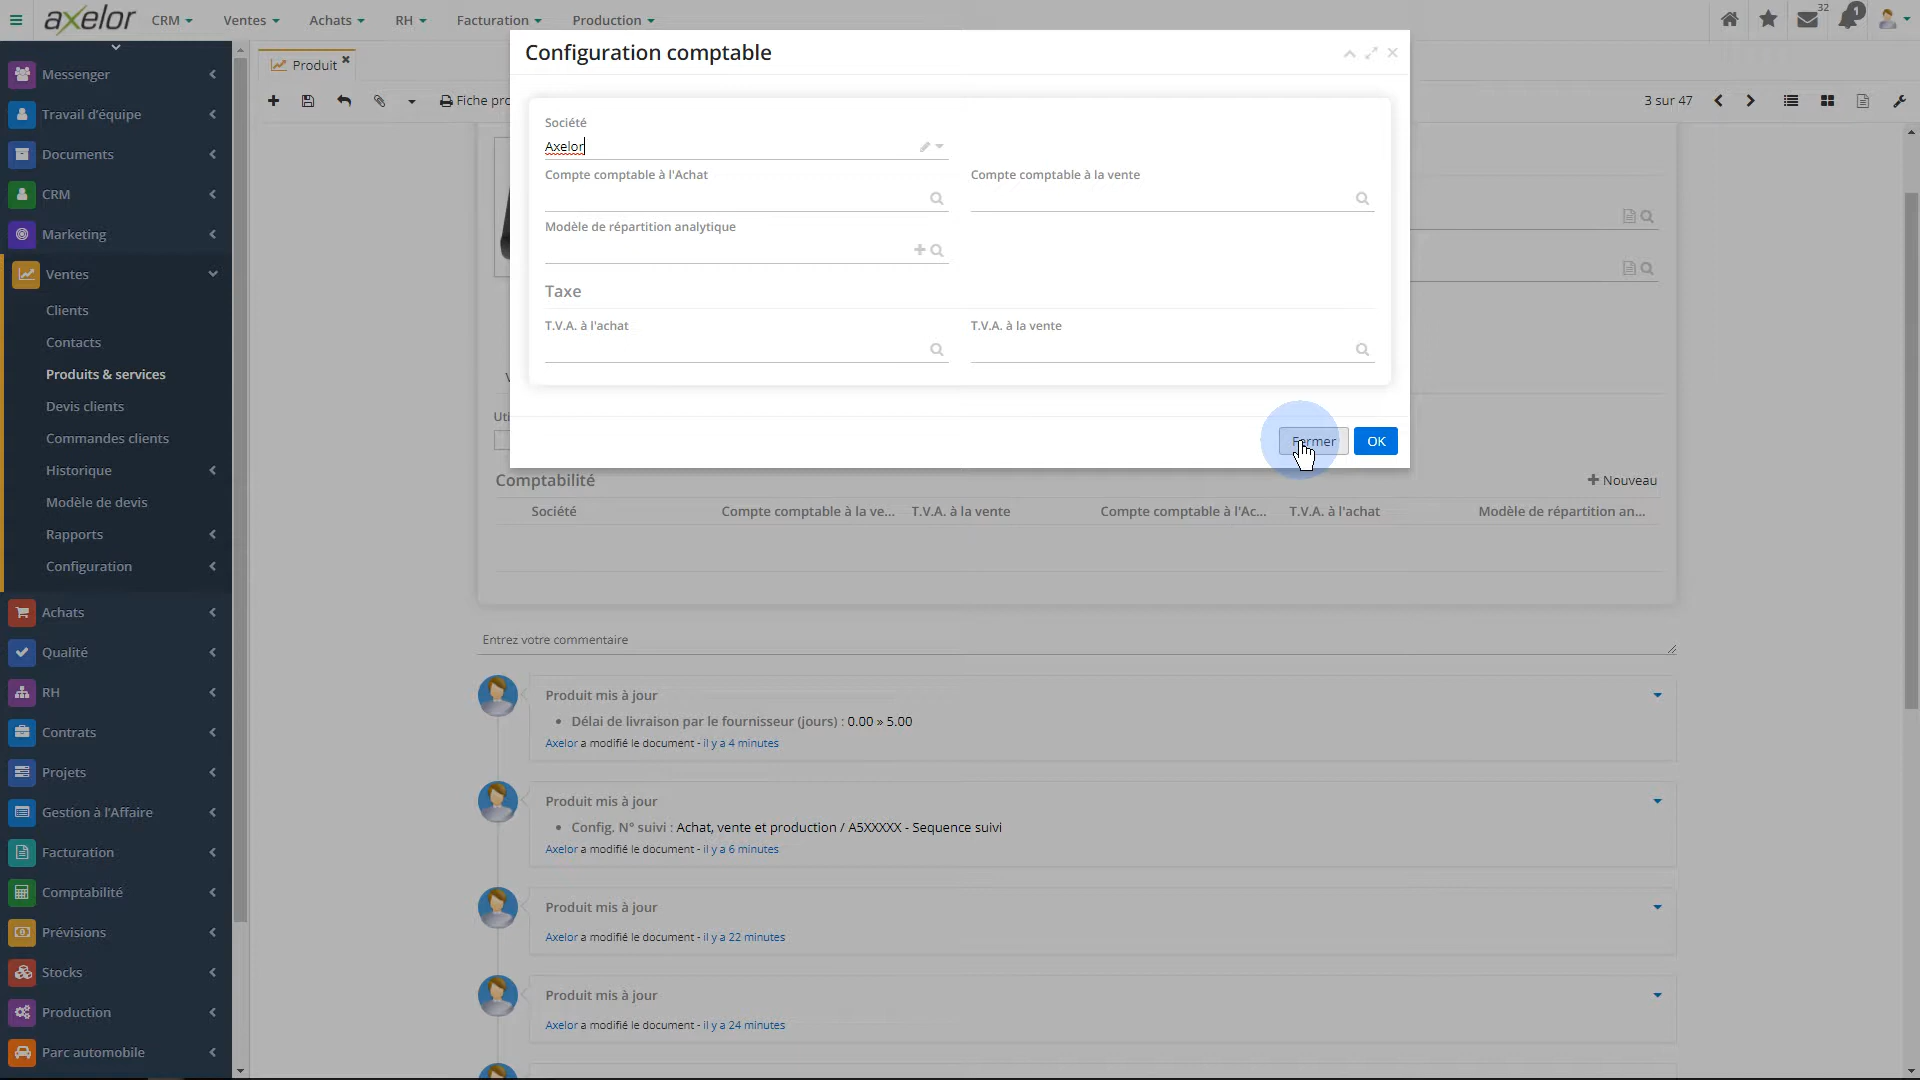 axelor
CRM
Ventes
Achats
RH
Facturation
Production
32
1
Messenger
Travail d'équipe
Documents
CRM
Marketing
Ventes
Clients
Contacts
Produits & services
Devis clients
Commandes clients
Historique
Modèle de devis
Rapports
Configuration
Achats
Qualité
RH
Contrats
Projets
Gestion à l'Affaire
Facturation
Comptabilité
Prévisions
Stocks
Production
Parc automobile
Produit
Fiche pro
3 sur 47
Configuration comptable
Société
Axelor
Compte comptable à l'Achat
Compte comptable à la vente
Modèle de répartition analytique
Taxe
T.V.A. à l'achat
T.V.A. à la vente
Fermer
OK
Uti
Comptabilité
Nouveau
Société
Compte comptable à la ve...
T.V.A. à la vente
Compte comptable à l'Ac...
T.V.A. à l'achat
Modèle de répartition an...
Entrez votre commentaire
Produit mis à jour
• Délai de livraison par le fournisseur (jours) : 0.00 » 5.00
Axelor a modifié le document - il y a 4 minutes
Produit mis à jour
• Config. N° suivi : Achat, vente et production / A5XXXXX - Sequence suivi
Axelor a modifié le document - il y a 6 minutes
Produit mis à jour
Axelor a modifié le document - il y a 22 minutes
Produit mis à jour
Axelor a modifié le document - il y a 24 minutes